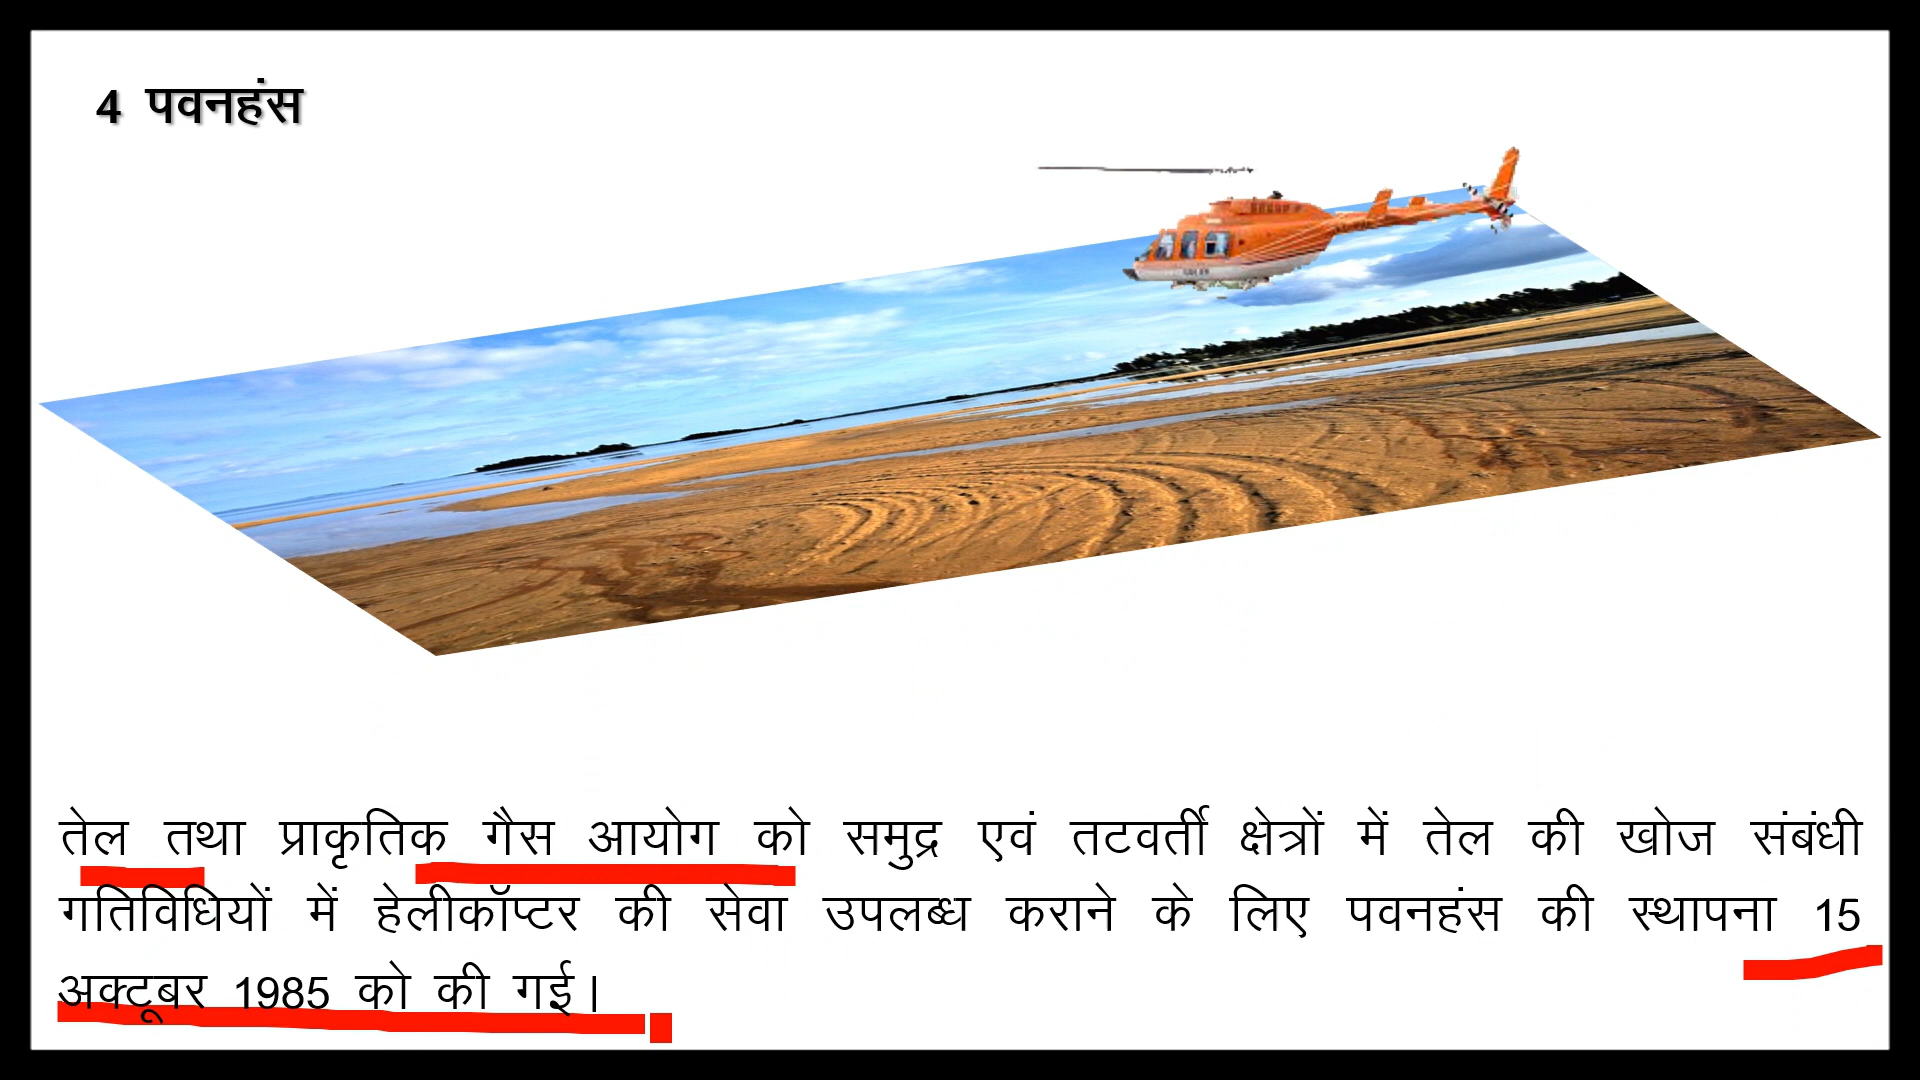 4 पवनहंस
तेल तथा प्राकृतिक गैस आयोग को समुद्र एवं तटवर्ती क्षेत्रों में तेल की खोज संबंधी
गतिविधियों में हेलीकॉप्टर की सेवा उपलब्ध कराने के लिए पवनहंस की स्थापना 15
अक्टूबर 1985 को की गई।